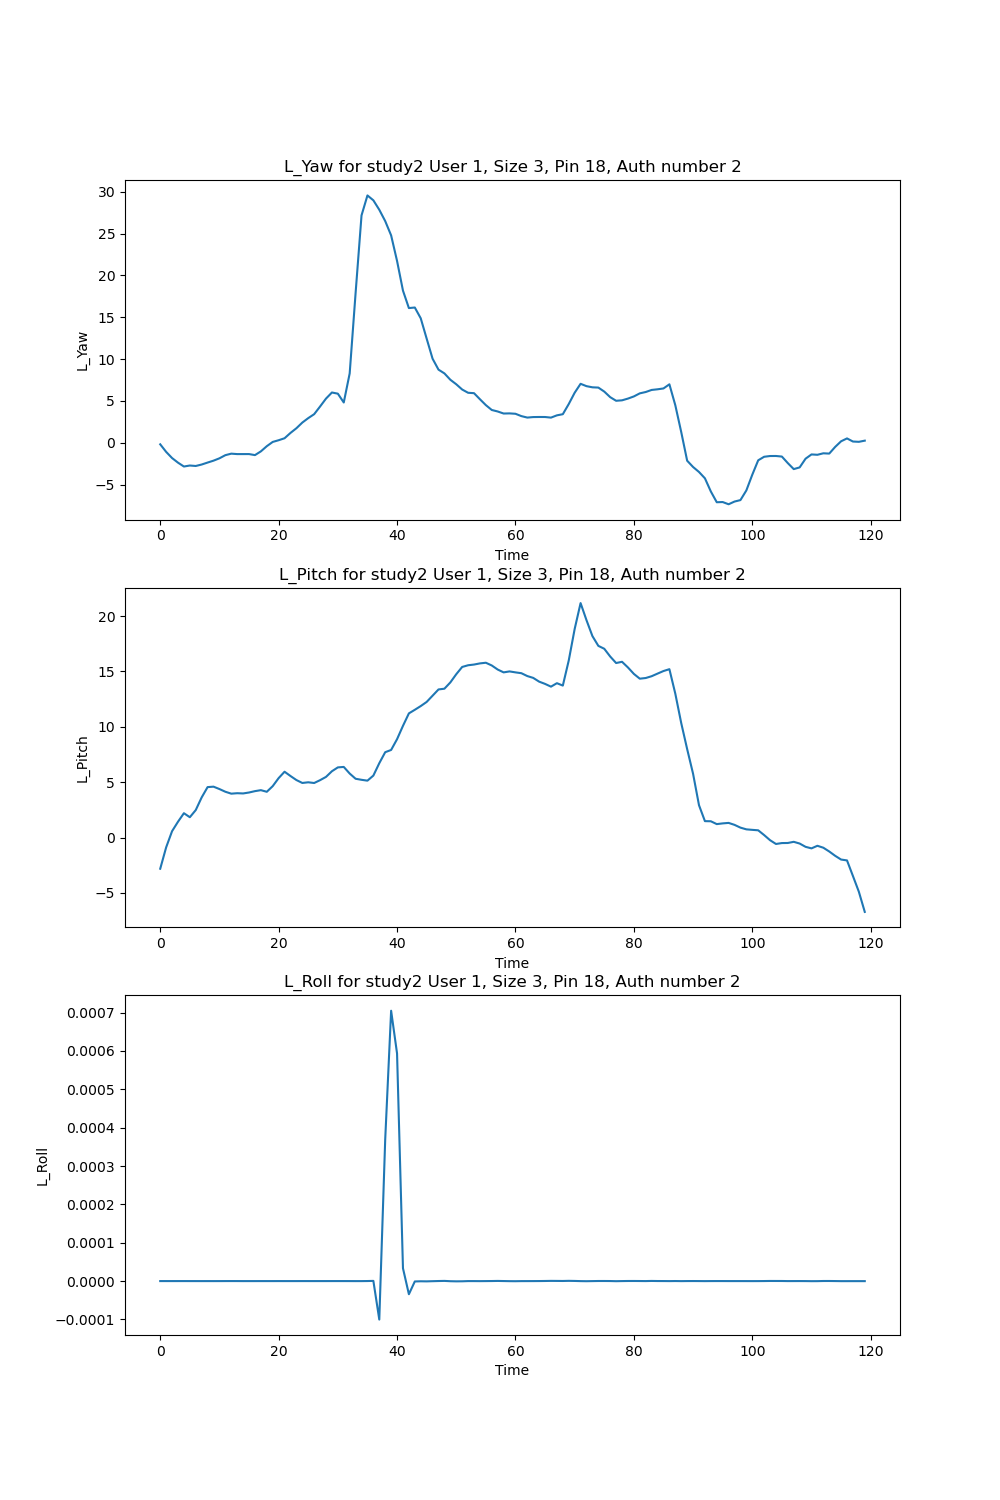 L_Yaw for study2 User 1, Size 3, Pin 18, Auth number 2
30
25
20
15
10
5
0
−5
L_Yaw
0 20 40 60 80 100 120
Time
L_Pitch for study2 User 1, Size 3, Pin 18, Auth number 2
20
15
10
5
0
−5
L_Pitch
0 20 40 60 80 100 120
Time
L_Roll for study2 User 1, Size 3, Pin 18, Auth number 2
0.0007
0.0006
0.0005
0.0004
0.0003
0.0002
0.0001
0.0000
−0.0001
L_Roll
0 20 40 60 80 100 120
Time